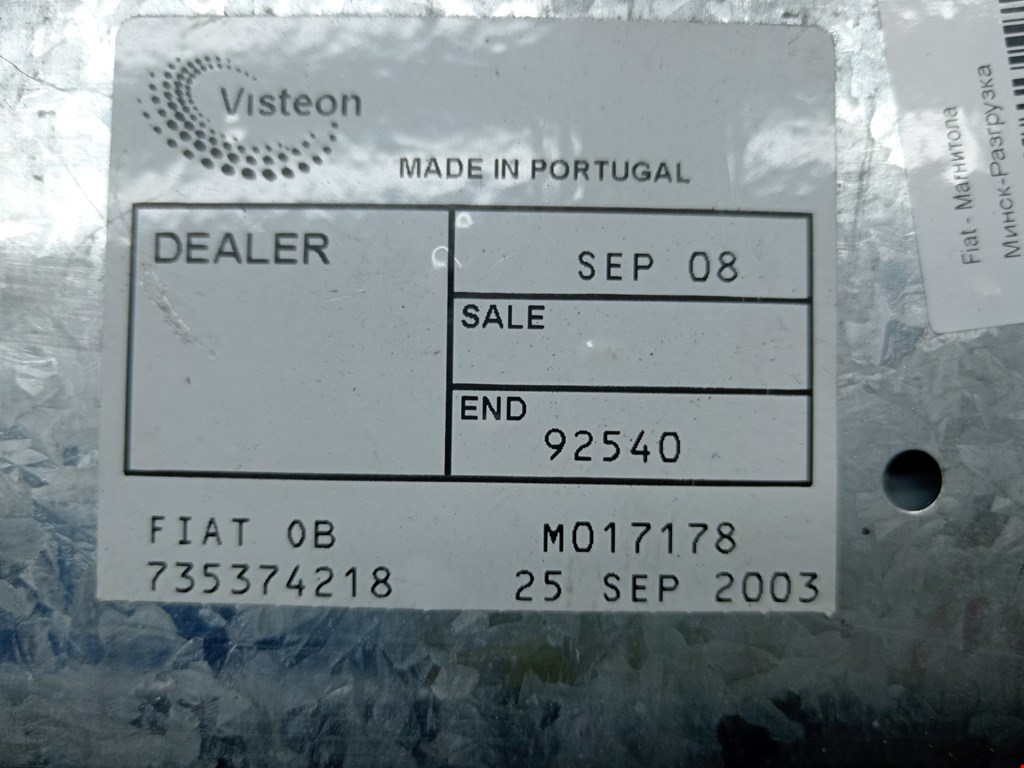 Visteon
MADE IN PORTUGAL
DEALER
SEP 08
SALE
END
92540
FIAT 0B
M017178
735374218
25 SEP 2003
Fiat - Магнитола
Минск-Разгрузка